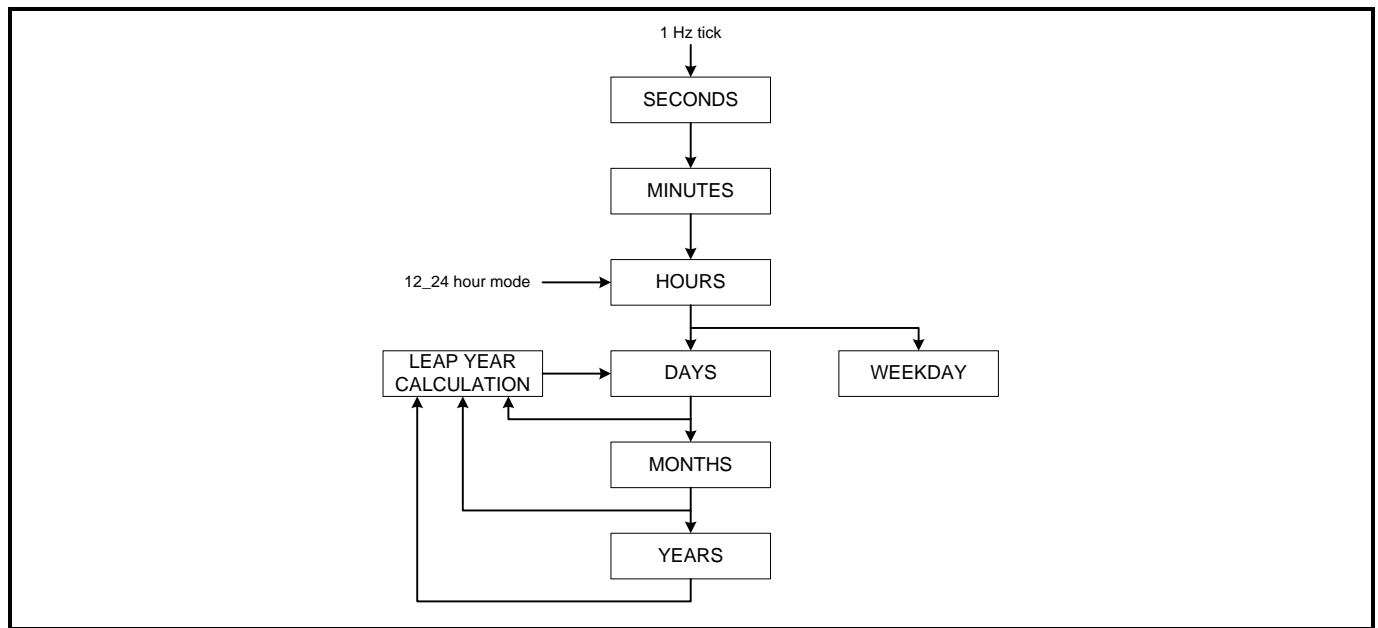 1 Hz tick
SECONDS
MINUTES
12_24 hour mode
HOURS
LEAP YEAR
CALCULATION
DAYS
WEEKDAY
MONTHS
YEARS